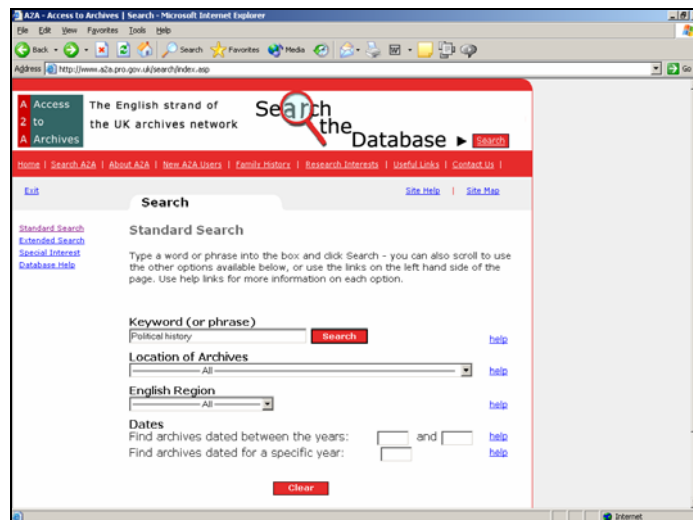 A2A - Access to Archives | Search - Microsoft Internet Explorer
File Edit View Favorites Tools Help
Back Search Favorites Media
Address http://www.a2a.pro.gov.uk/search/index.asp Go
A Access
2 to
A Archives
The English strand of
the UK archives network
Search
the
Database Search
Home | Search A2A | About A2A | New A2A Users | Family History | Research Interests | Useful Links | Contact Us |
Exit Site Help | Site Map
Search
Standard Search
Extended Search
Special Interest
Database Help
Standard Search
Type a word or phrase into the box and click Search - you can also scroll to use
the other options available below, or use the links on the left hand side of the
page. Use help links for more information on each option.
Keyword (or phrase)
Political history Search help
Location of Archives
All help
English Region
All help
Dates
Find archives dated between the years: and help
Find archives dated for a specific year: help
Clear
Internet